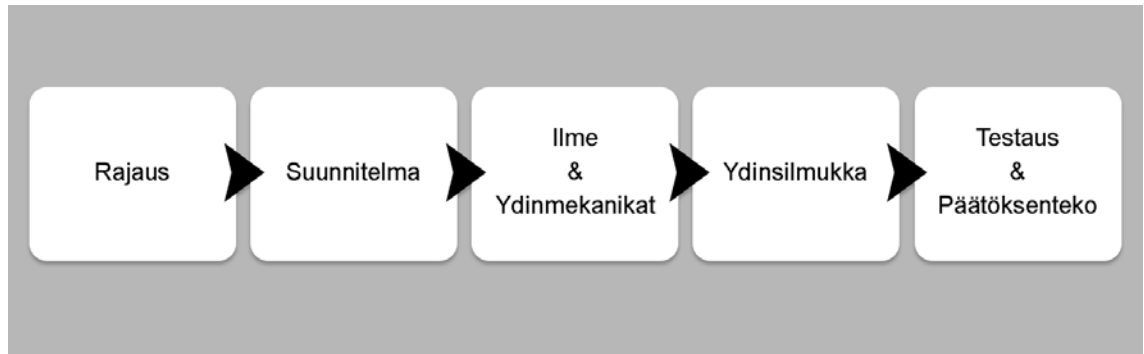 Rajaus
Suunnitelma
Ilme
&
Ydinmekanikat
Ydinsilmukka
Testaus
&
Päätöksenteko